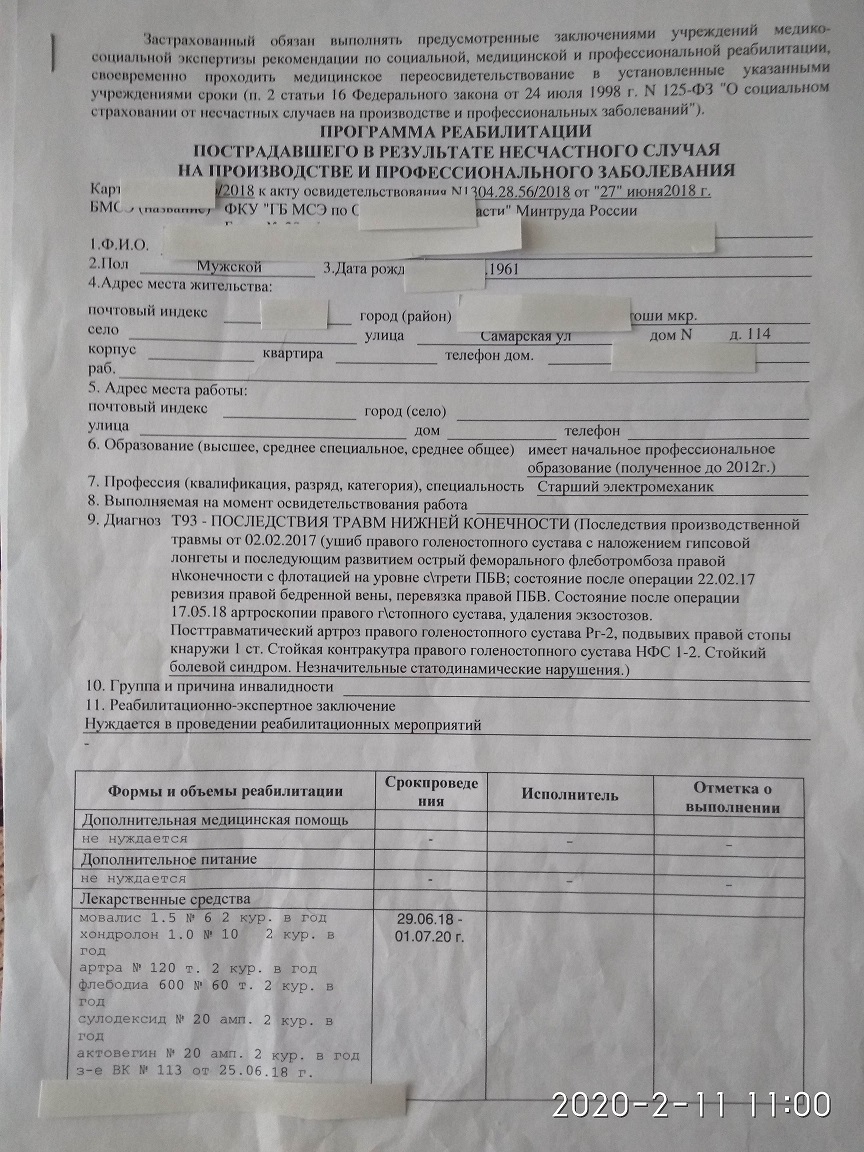 Застрахованный обязан выполнять предусмотренные заключениями учреждений медико-
социальной экспертизы рекомендации по социальной, медицинской и профессиональной реабилитации,
своевременно проходить медицинское переосвидетельствование в установленные указанными
учреждениями сроки (п. 2 статьи 16 Федерального закона от 24 июля 1998 г. N 125-ФЗ "О социальном
страховании от несчастных случаев на производстве и профессиональных заболеваний").
ПРОГРАММА РЕАБИЛИТАЦИИ
ПОСТРАДАВШЕГО В РЕЗУЛЬТАТЕ НЕСЧАСТНОГО СЛУЧАЯ
НА ПРОИЗВОДСТВЕ И ПРОФЕССИОНАЛЬНОГО ЗАБОЛЕВАНИЯ
/2018 к акту освидетельствования N1304.28.56/2018 от "27" июня2018 г.
(название) ФКУ "ГБ МСЭ по асти" Минтруда России
1.Ф.И.О.
2.Пол Мужской 3.Дата рожд .1961
4.Адрес места жительства:
почтовый индекс город (район) тоши мкр.
село улица Самарская ул дом N д. 114
корпус квартира телефон дом.
раб.
5. Адрес места работы:
почтовый индекс город (село)
улица дом телефон
6. Образование (высшее, среднее специальное, среднее общее) имеет начальное профессиональное
образование (полученное до 2012г.)
7. Профессия (квалификация, разряд, категория), специальность Старший электромеханик
8. Выполняемая на момент освидетельствования работа
9. Диагноз Т93 - ПОСЛЕДСТВИЯ ТРАВМ НИЖНЕЙ КОНЕЧНОСТИ (Последствия производственной
травмы от 02.02.2017 (ушиб правого голеностопного сустава с наложением гипсовой
лонгеты и последующим развитием острый феморального флеботромбоза правой
н\конечности с флотацией на уровне с\трети ПБВ; состояние после операции 22.02.17
ревизия правой бедренной вены, перевязка правой ПБВ. Состояние после операции
17.05.18 артроскопии правого г\стопного сустава, удаления экзостозов.
Посттравматический артроз правого голеностопного сустава Рг-2, подвывих правой стопы
кнаружи 1 ст. Стойкая контракутра правого голеностопного сустава НФС 1-2. Стойкий
болевой синдром. Незначительные статодинамические нарушения.)
10. Группа и причина инвалидности
11. Реабилитационно-экспертное заключение
Нуждается в проведении реабилитационных мероприятий
-
Формы и объемы реабилитации Срокпроведе Исполнитель Отметка о
ния выполнении
Дополнительная медицинская помощь
не нуждается - - -
Дополнительное питание
не нуждается - - -
Лекарственные средства
мовалис 1.5 № 6 2 кур. в год 29.06.18 -
хондролон 1.0 № 10 2 кур. в 01.07.20 г.
год
артра № 120 т. 2 кур. в год
флебодиа 600 № 60 т. 2 кур. в
год
сулодексид № 20 амп. 2 кур. в
год
актовегин № 20 амп. 2 кур. в год
з-е ВК № 113 от 25.06.18 г.
2020-2-11 11:00